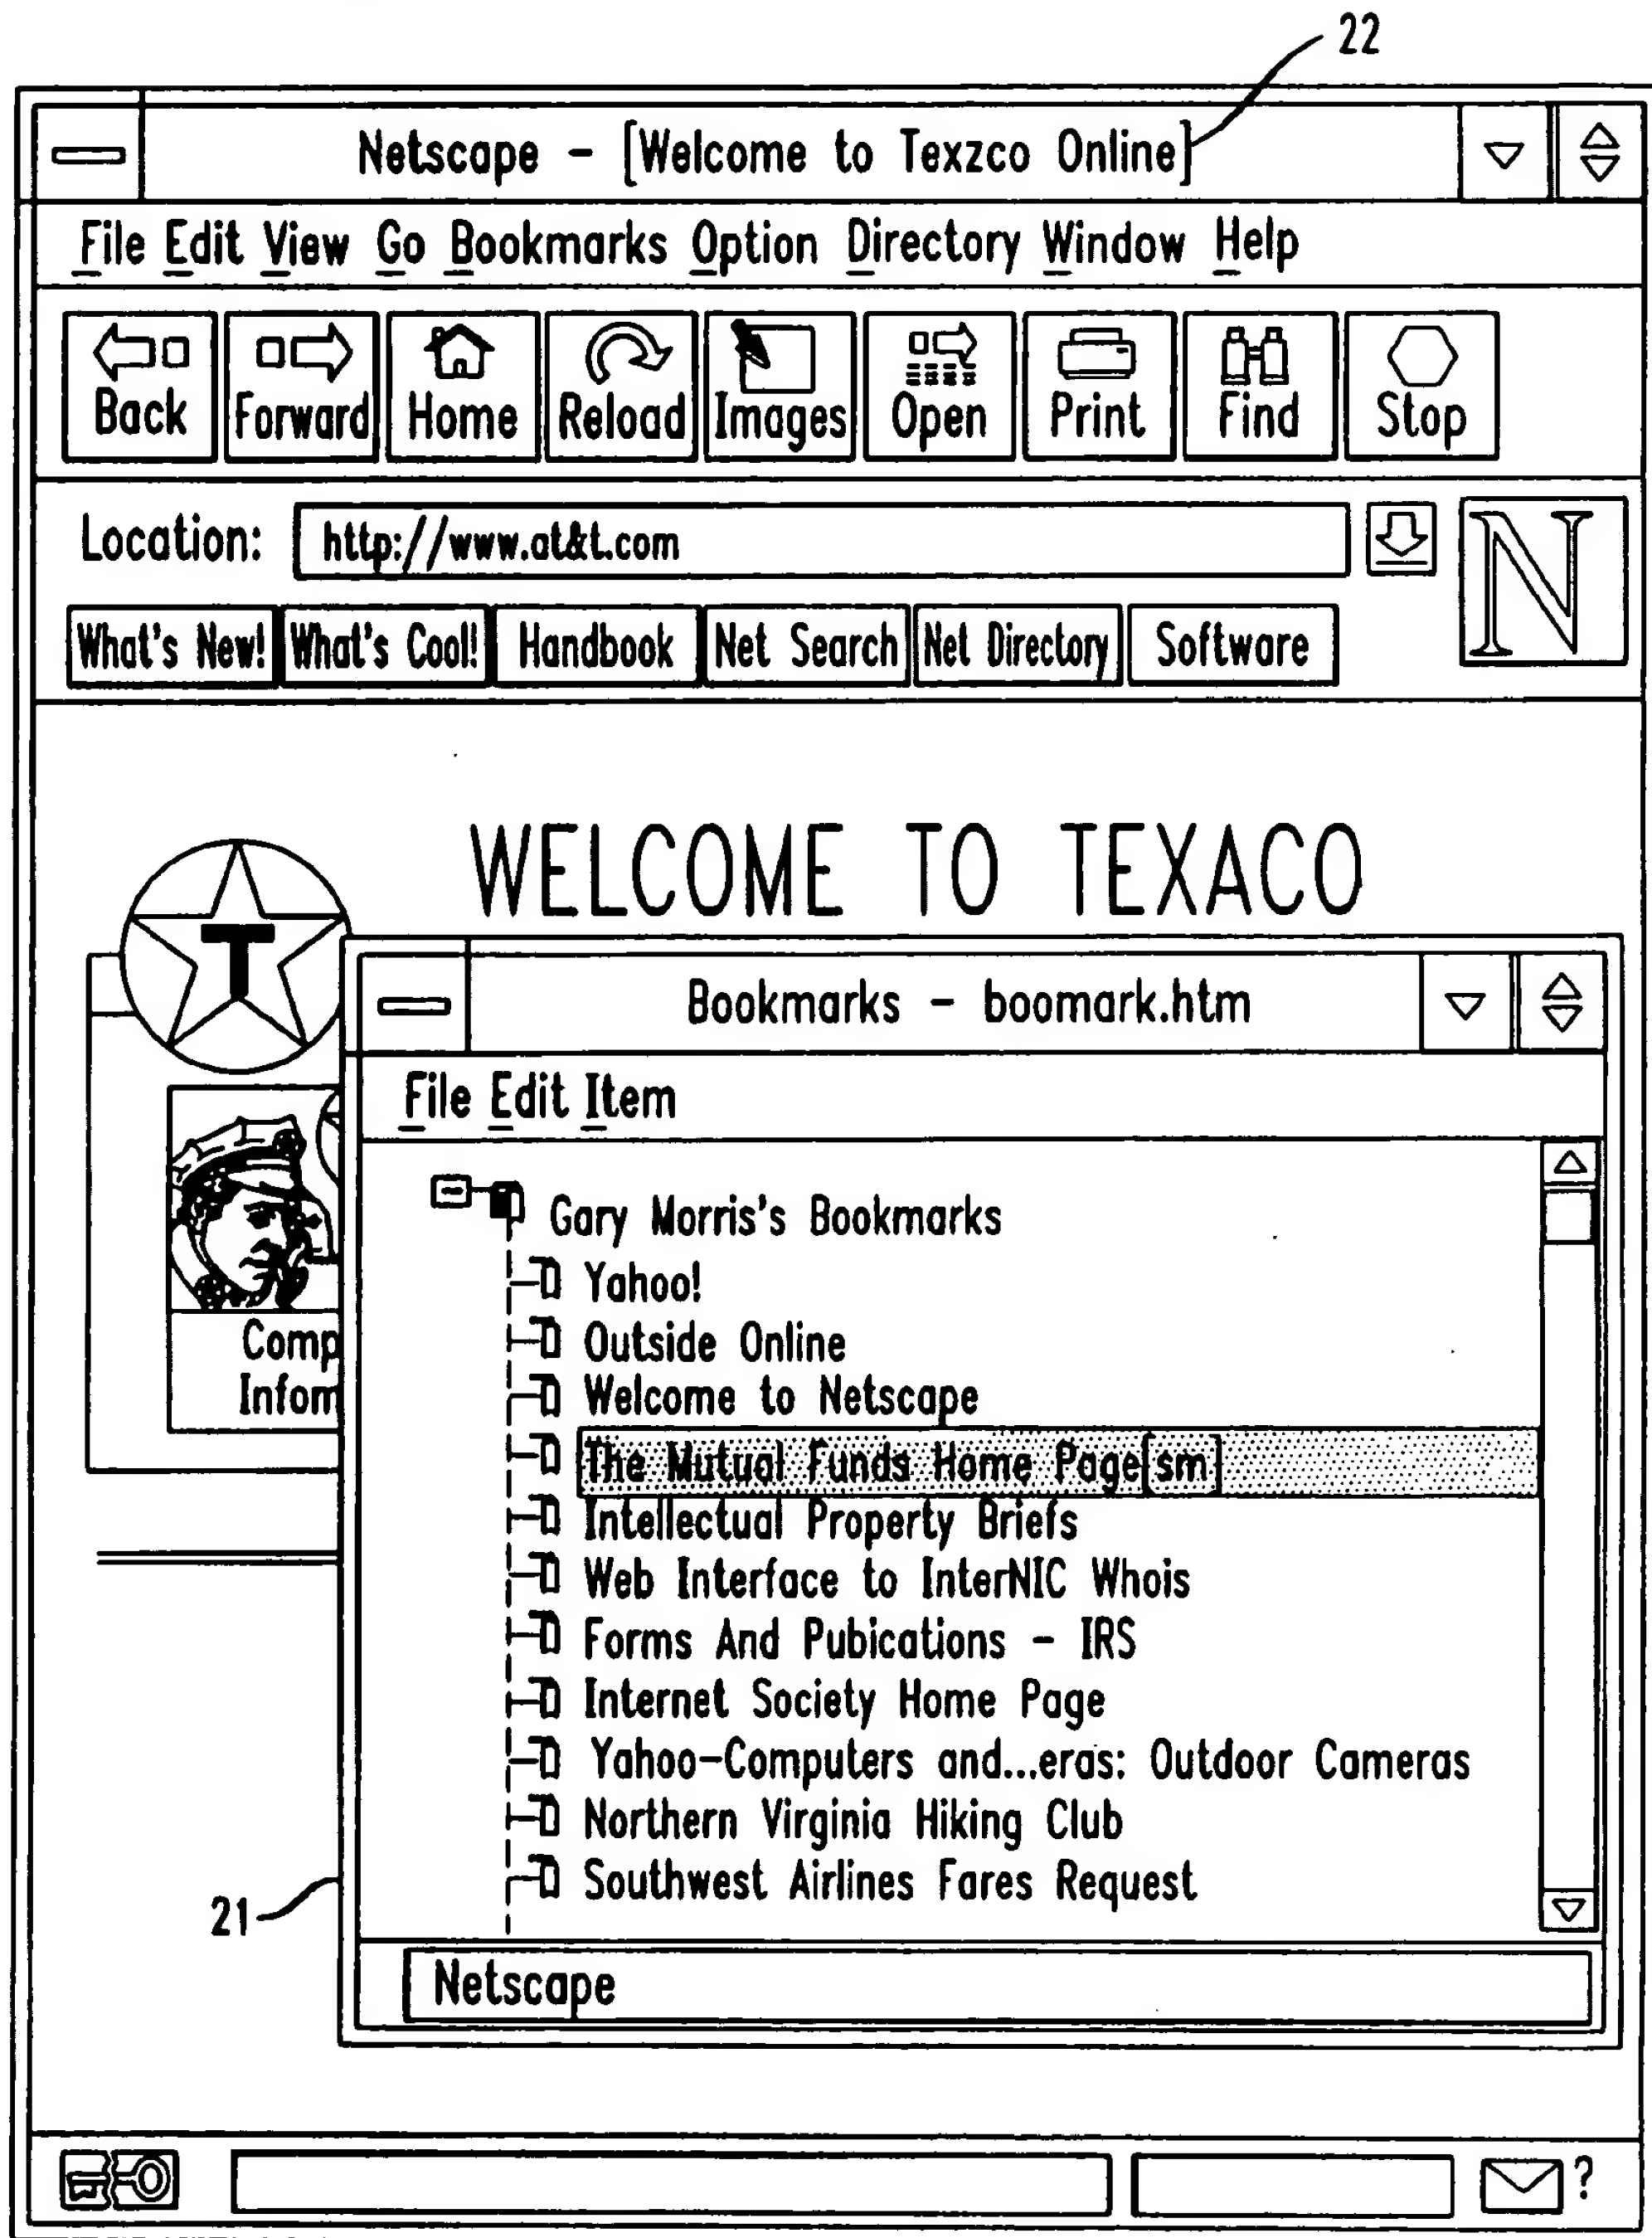 22
Netscape - [Welcome to Texzco Online]
File Edit View Go Bookmarks Option Directory Window Help
Back Forward Home Reload Images Open Print Find Stop
Location: http://www.at&t.com
N
What's New! What's Cool! Handbook Net Search Net Directory Software
WELCOME TO TEXACO
T
Bookmarks - boomark.htm
File Edit Item
Gary Morris's Bookmarks
Yahoo!
Outside Online
Comp
Infom
Welcome to Netscape
The Mutual Funds Home Page[sm]
Intellectual Property Briefs
Web Interface to InterNIC Whois
Forms And Pubications - IRS
Internet Society Home Page
Yahoo-Computers and...eras: Outdoor Cameras
Northern Virginia Hiking Club
Southwest Airlines Fares Request
21
Netscape
?